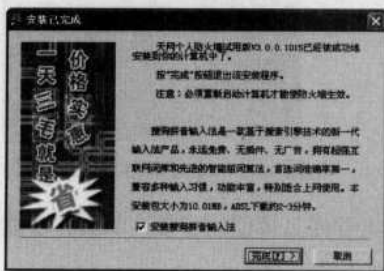 安装已完成
一天三毛就是
价格实惠
省
天网个人防火墙试用版V3.0.0.1015已经被成功地
安装到你的计算机中了。
按“完成”按钮退出该安装程序。
注意：必须重新启动计算机才能使防火墙生效。
搜狗拼音输入法是一款基于搜索引擎技术的新一代
输入法产品，永远免费、无插件、无广告，拥有超强互
联网词库和先进的智能组词算法，首选词准确率第一，
兼容多种输入习惯，功能丰富，特别适合上网使用。本
安装包大小为10.01MB，ADSL下载约2-3分钟。
安装搜狗拼音输入法
完成(F) >
取消